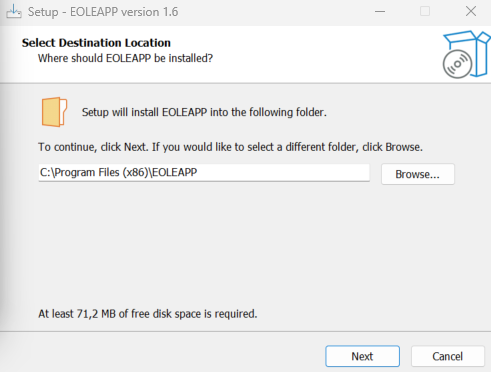 Setup - EOLEAPP version 1.6
Select Destination Location
Where should EOLEAPP be installed?
Setup will install EOLEAPP into the following folder.
To continue, click Next. If you would like to select a different folder, click Browse.
C:\Program Files (x86)\EOLEAPP
Browse...
At least 71,2 MB of free disk space is required.
Next
Cancel